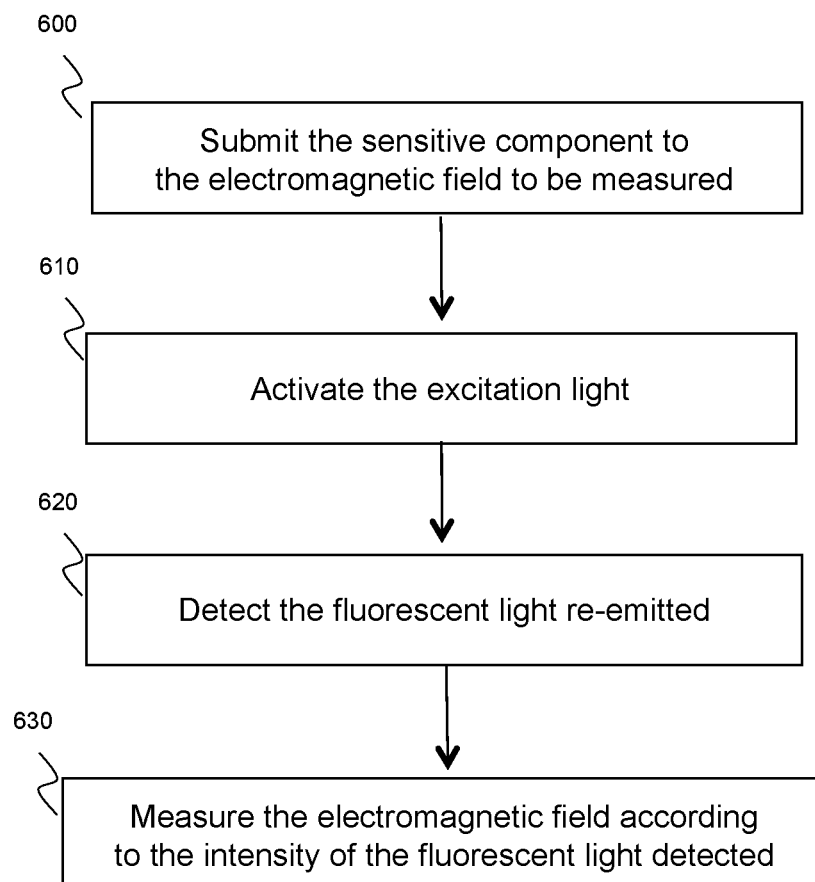 600
Submit the sensitive component to
the electromagnetic field to be measured
610
Activate the excitation light
620
Detect the fluorescent light re-emitted
630
Measure the electromagnetic field according
to the intensity of the fluorescent light detected